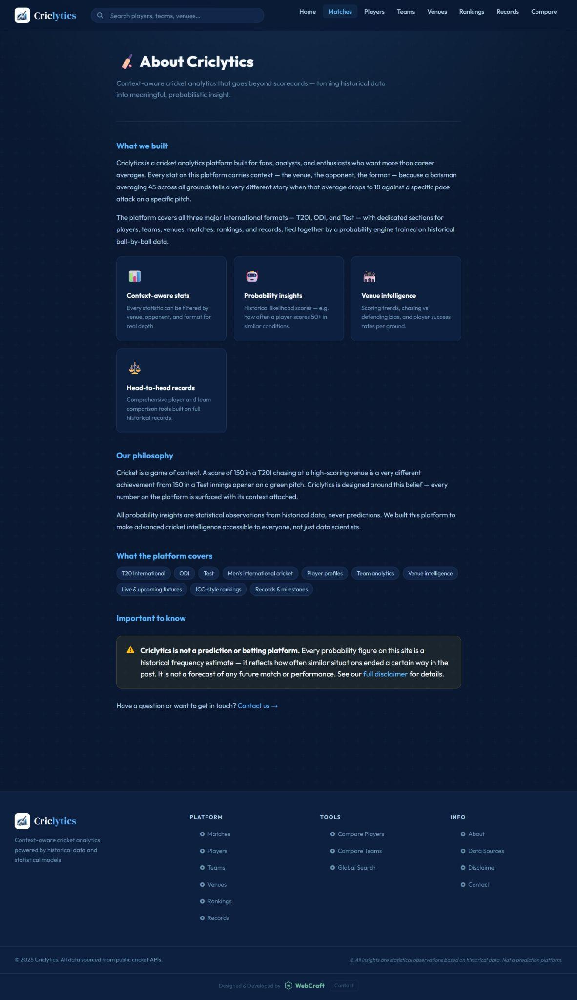 Criclytics
Search players, teams, venues...
Home Matches Players Teams Venues Rankings Records Compare
About Criclytics
Context-aware cricket analytics that goes beyond scorecards — turning historical data
into meaningful, probabilistic insight.
What we built
Criclytics is a cricket analytics platform built for fans, analysts, and enthusiasts who want more than career
averages. Every stat on this platform carries context — the venue, the opponent, the format — because a batsman
averaging 45 across all grounds tells a very different story when that average drops to 18 against a specific pace
attack on a specific pitch.
The platform covers all three major international formats — T20I, ODI, and Test — with dedicated sections for
players, teams, venues, matches, rankings, and records, tied together by a probability engine trained on historical
ball-by-ball data.
Context-aware stats
Every statistic can be filtered by
venue, opponent, and format for
real depth.
Probability insights
Historical likelihood scores — e.g.
how often a player scores 50+ in
similar conditions.
Venue intelligence
Scoring trends, chasing vs
defending bias, and player success
rates per ground.
Head-to-head records
Comprehensive player and team
comparison tools built on full
historical records.
Our philosophy
Cricket is a game of context. A score of 150 in a T20I chasing at a high-scoring venue is a very different
achievement from 150 in a Test innings opener on a green pitch. Criclytics is designed around this belief — every
number on the platform is surfaced with its context attached.
All probability insights are statistical observations from historical data, never predictions. We built this platform to
make advanced cricket intelligence accessible to everyone, not just data scientists.
What the platform covers
T20 International ODI Test Men's international cricket Player profiles Team analytics Venue intelligence
Live & upcoming fixtures ICC-style rankings Records & milestones
Important to know
Criclytics is not a prediction or betting platform. Every probability figure on this site is a
historical frequency estimate — it reflects how often similar situations ended a certain way in the
past. It is not a forecast of any future match or performance. See our full disclaimer for details.
Have a question or want to get in touch? Contact us →
Criclytics
Context-aware cricket analytics
powered by historical data and
statistical models.
PLATFORM
Matches
Players
Teams
Venues
Rankings
Records
TOOLS
Compare Players
Compare Teams
Global Search
INFO
About
Data Sources
Disclaimer
Contact
© 2026 Criclytics. All data sourced from public cricket APIs.
⚠ All insights are statistical observations based on historical data. Not a prediction platform.
Designed & Developed by W WebCraft Contact